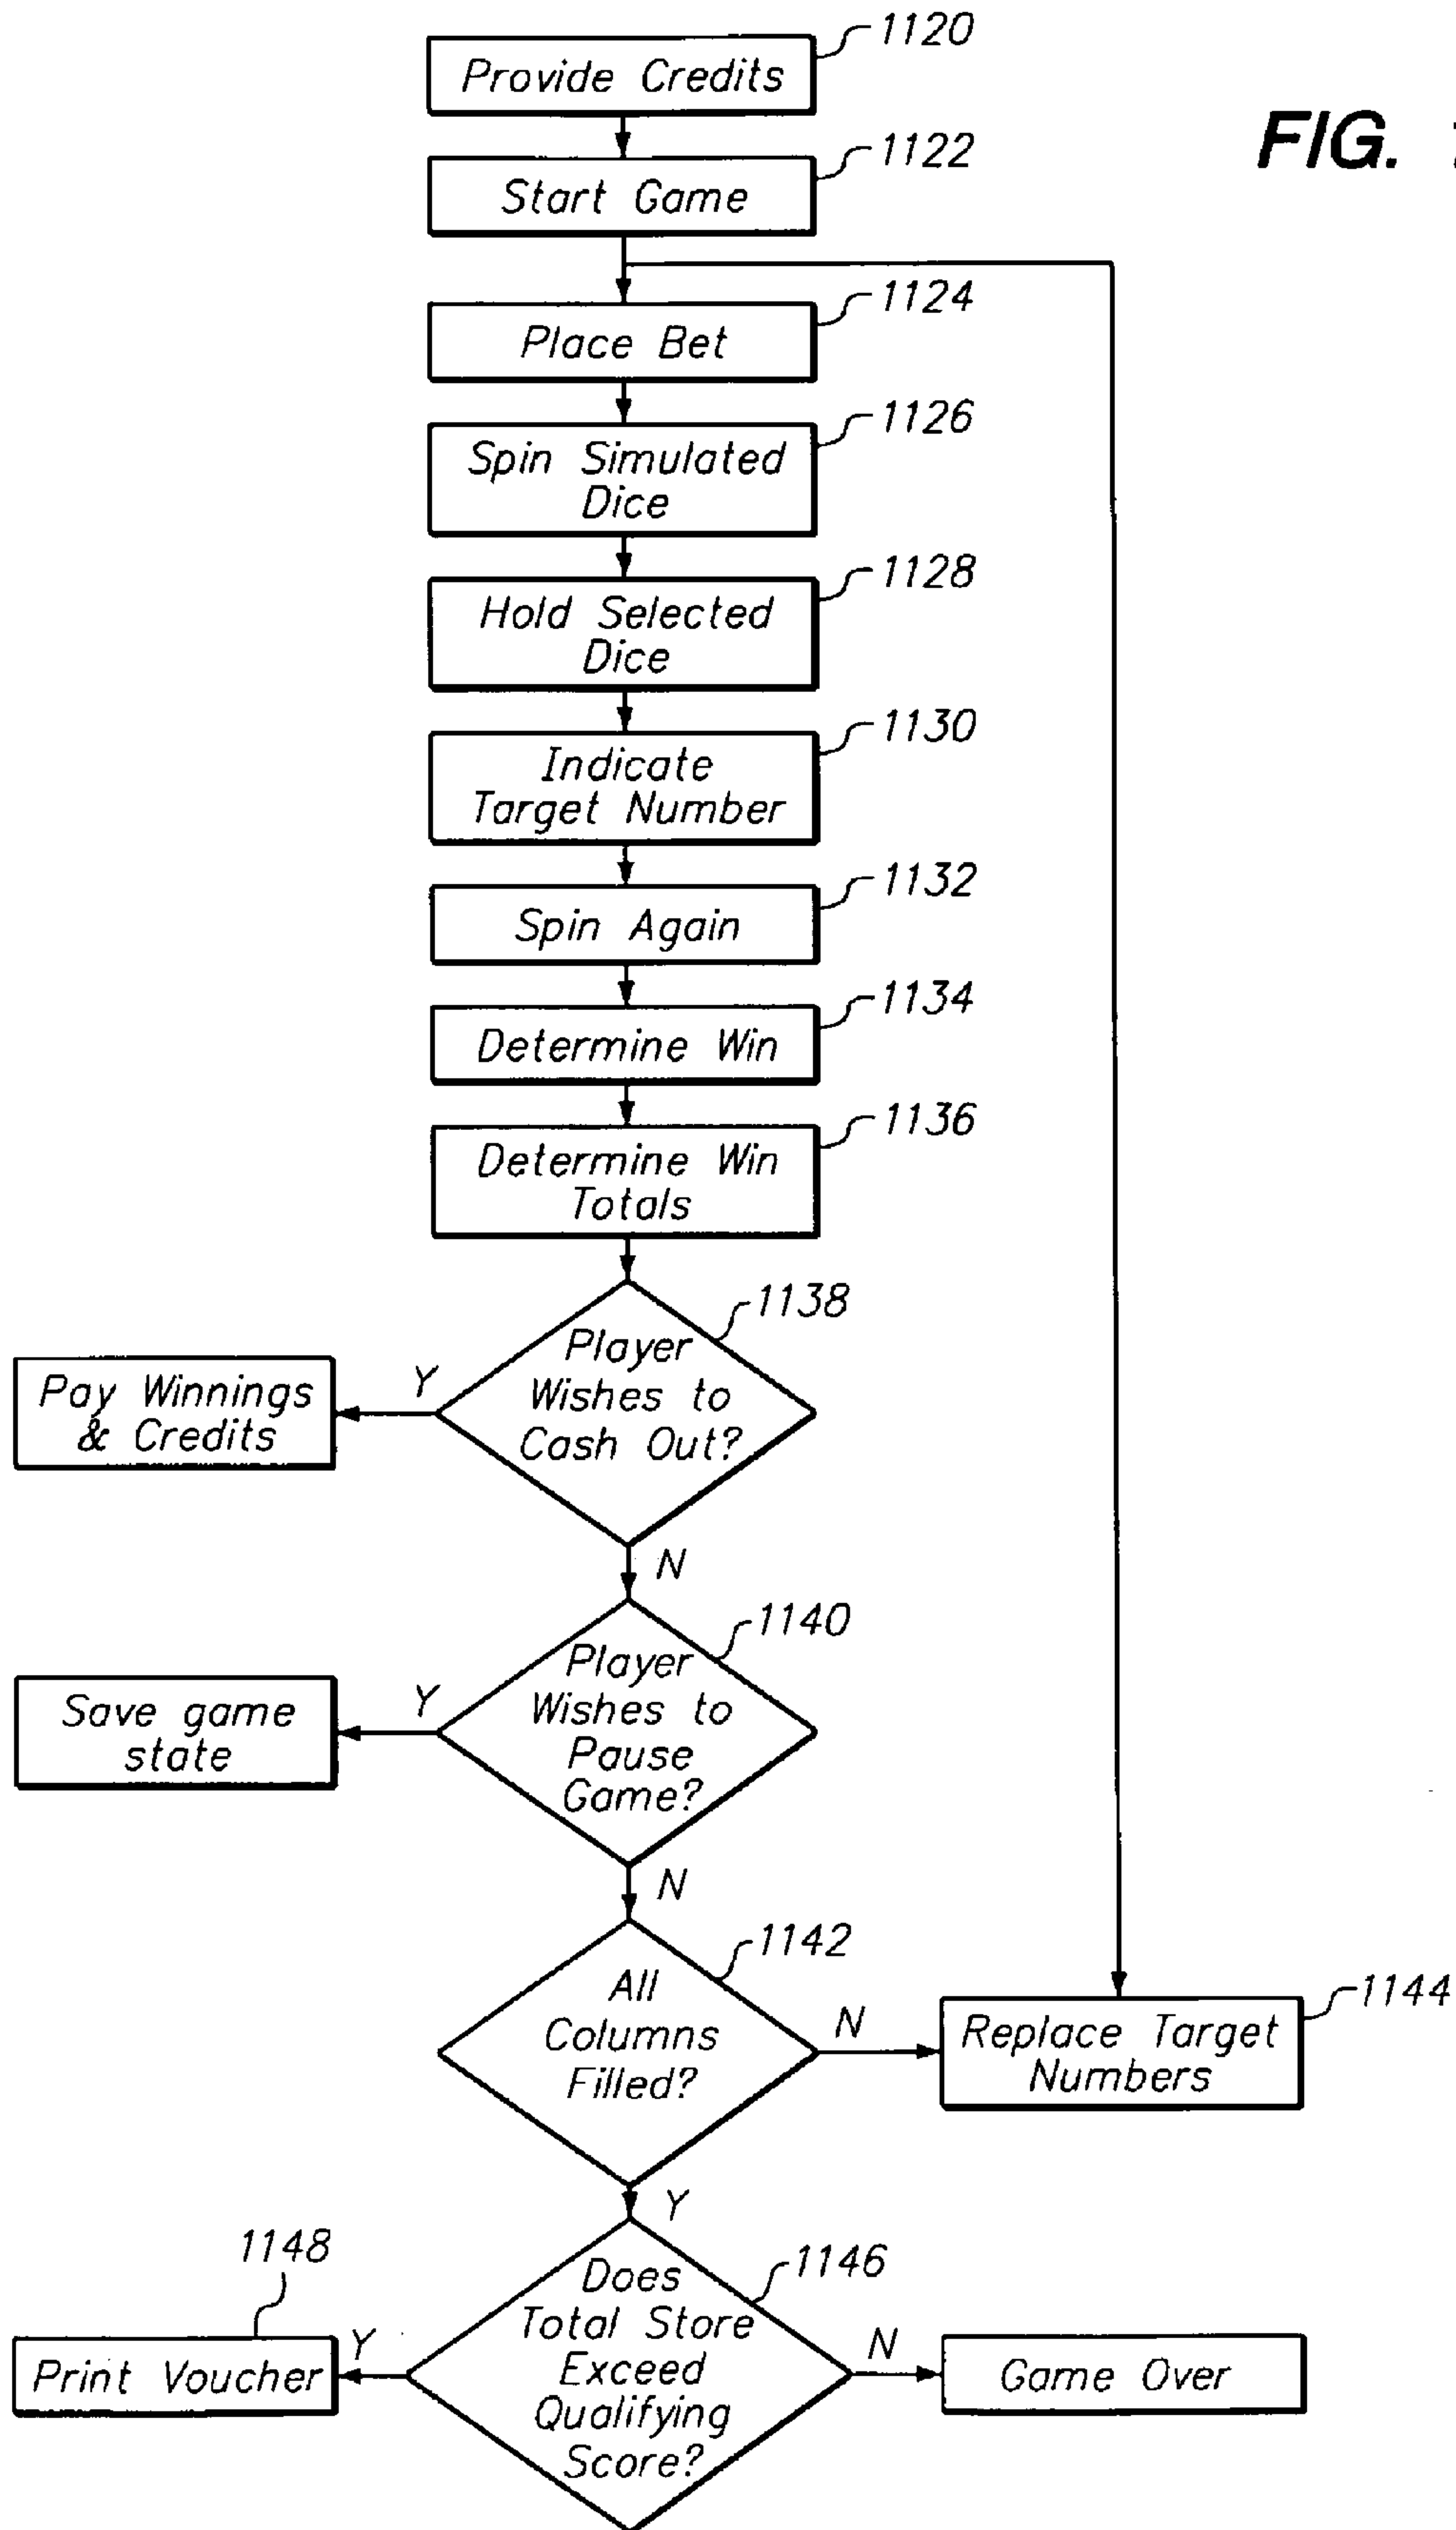 1120
Provide Credits
FIG.
1122
Start Game
1124
Place Bet
1126
Spin Simulated
Dice
1128
Hold Selected
Dice
1130
Indicate
Target Number
1132
Spin Again
1134
Determine Win
1136
Determine Win
Totals
1138
Player
Wishes to
Cash Out?
Y
Pay Winnings
& Credits
N
1140
Player
Wishes to
Pause
Game?
Y
Save game
state
N
1142
All
Columns
Filled?
N
1144
Replace Target
Numbers
Y
1146
Does
Total Store
Exceed
Qualifying
Score?
1148
Y
Print Voucher
N
Game Over